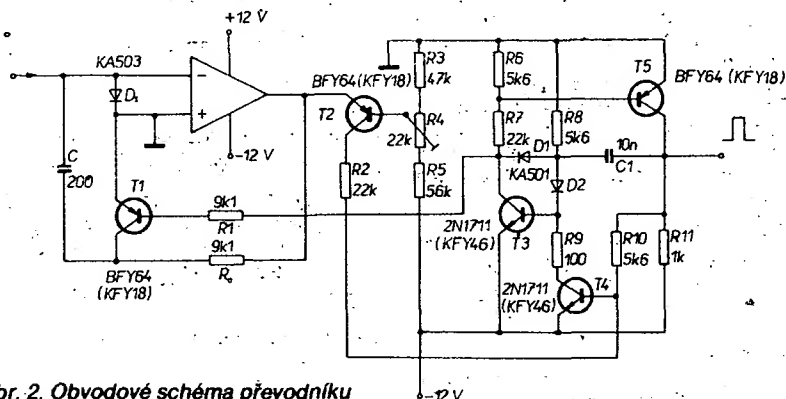 +12 V
KA503
D₁
−
+
−12 V
C
200
T1
9k1
R1
9k1
R₀
BFY64
(KFY18)
BFY64 (KFY18)
T2
R2
22k
R3
47k
R4
22k
R5
56k
R6
5k6
R7
22k
D1
KA501
R8
5k6
10n
C1
D2
2N1711
(KFY46)
T3
R9
100
2N1711
(KFY46)
T4
R10
5k6
R11
1k
T5
BFY64 (KFY18)
−12 V
br. 2. Obvodové schéma převodníku